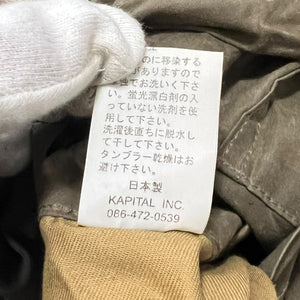 のに移染する
がありますので
でお洗い下さ
い。蛍光漂白剤の入
っていない洗剤を使
用して下さい。
洗濯後直ちに脱水し
て干して下さい。
タンブラー乾燥はお
避け下さい。
日本製
KAPITAL INC.
086-472-0539